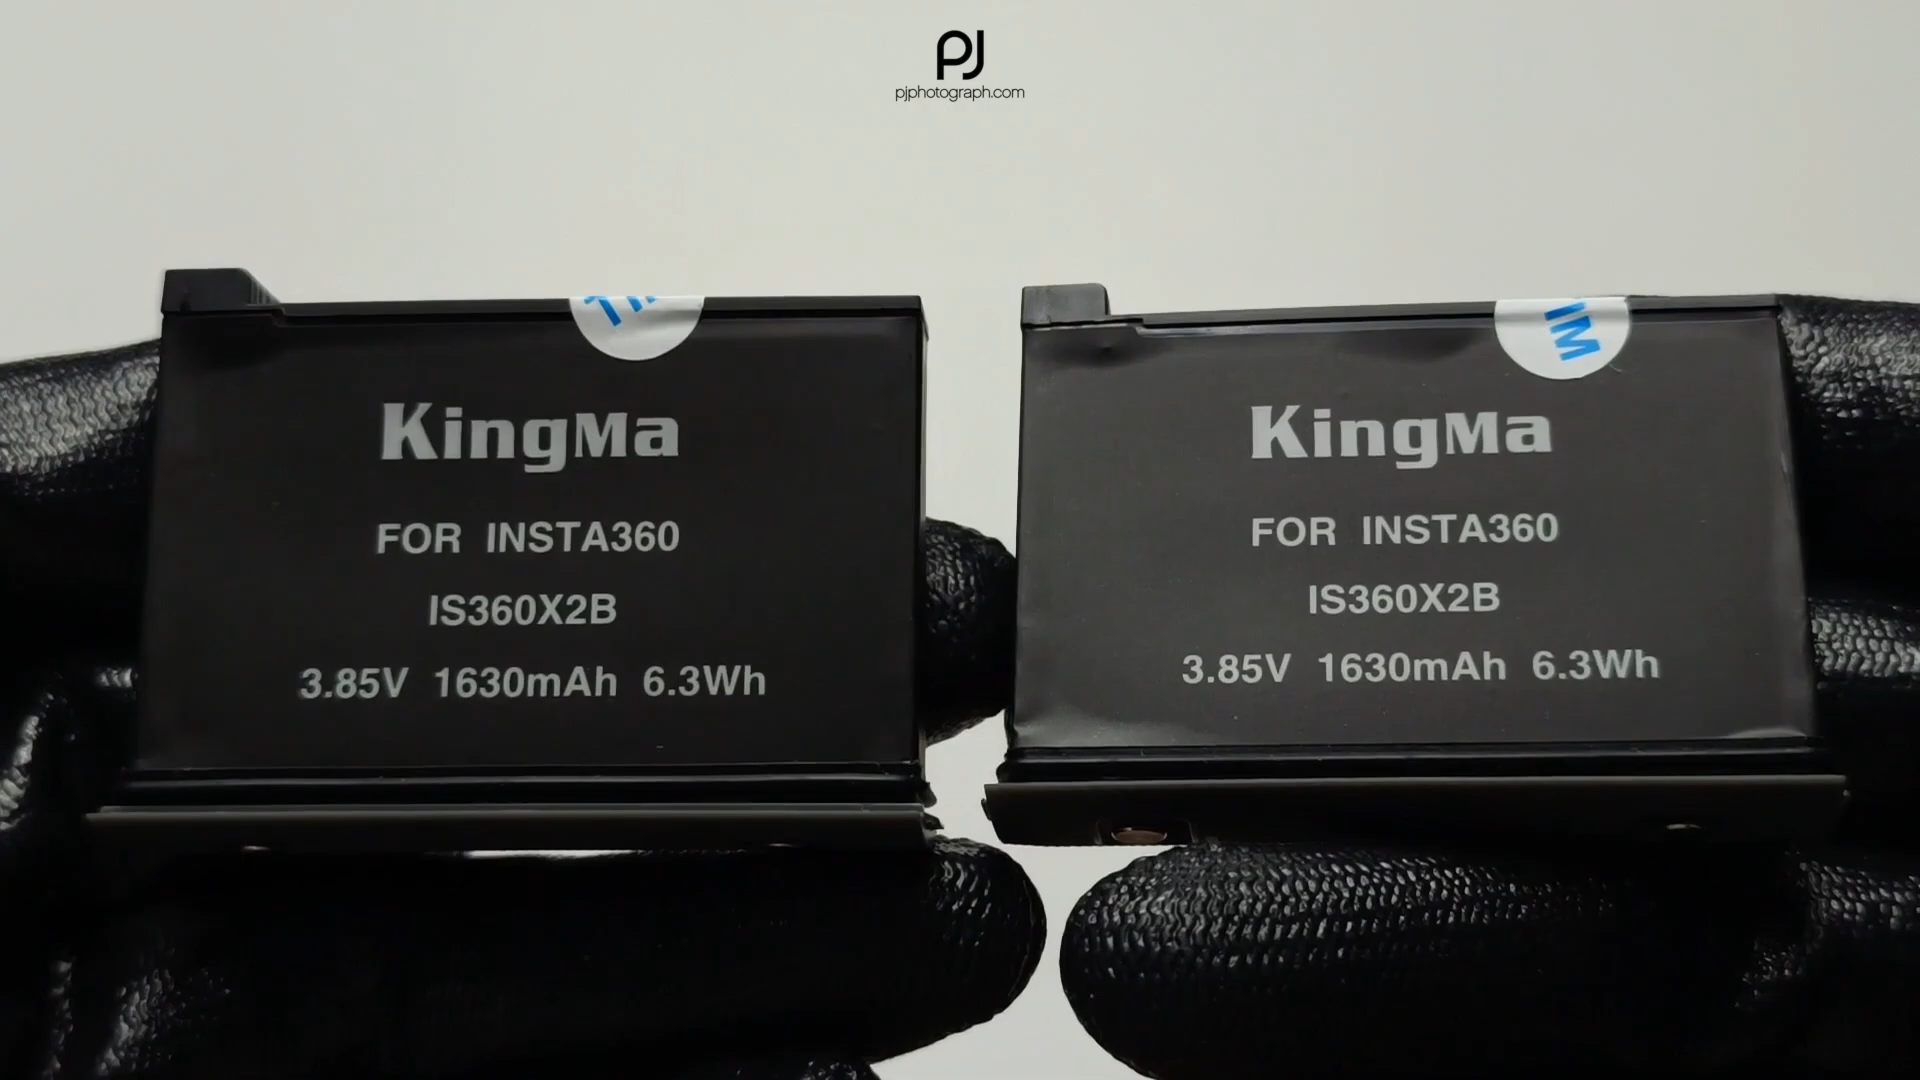 PJ
pjphotograph.com
KingMa
FOR INSTA360
IS360X2B
3.85V 1630mAh 6.3Wh
IM
KingMa
FOR INSTA360
IS360X2B
3.85V 1630mAh 6.3Wh